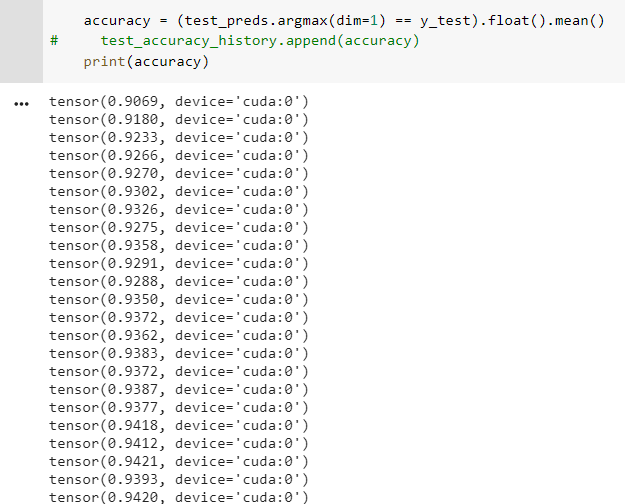 accuracy = (test_preds.argmax(dim=1) == y_test).float().mean()
#     test_accuracy_history.append(accuracy)
print(accuracy)
tensor(0.9069, device='cuda:0')
tensor(0.9180, device='cuda:0')
tensor(0.9233, device='cuda:0')
tensor(0.9266, device='cuda:0')
tensor(0.9270, device='cuda:0')
tensor(0.9302, device='cuda:0')
tensor(0.9326, device='cuda:0')
tensor(0.9275, device='cuda:0')
tensor(0.9358, device='cuda:0')
tensor(0.9291, device='cuda:0')
tensor(0.9288, device='cuda:0')
tensor(0.9350, device='cuda:0')
tensor(0.9372, device='cuda:0')
tensor(0.9362, device='cuda:0')
tensor(0.9383, device='cuda:0')
tensor(0.9372, device='cuda:0')
tensor(0.9387, device='cuda:0')
tensor(0.9377, device='cuda:0')
tensor(0.9418, device='cuda:0')
tensor(0.9412, device='cuda:0')
tensor(0.9421, device='cuda:0')
tensor(0.9393, device='cuda:0')
tensor(0.9420, device='cuda:0')